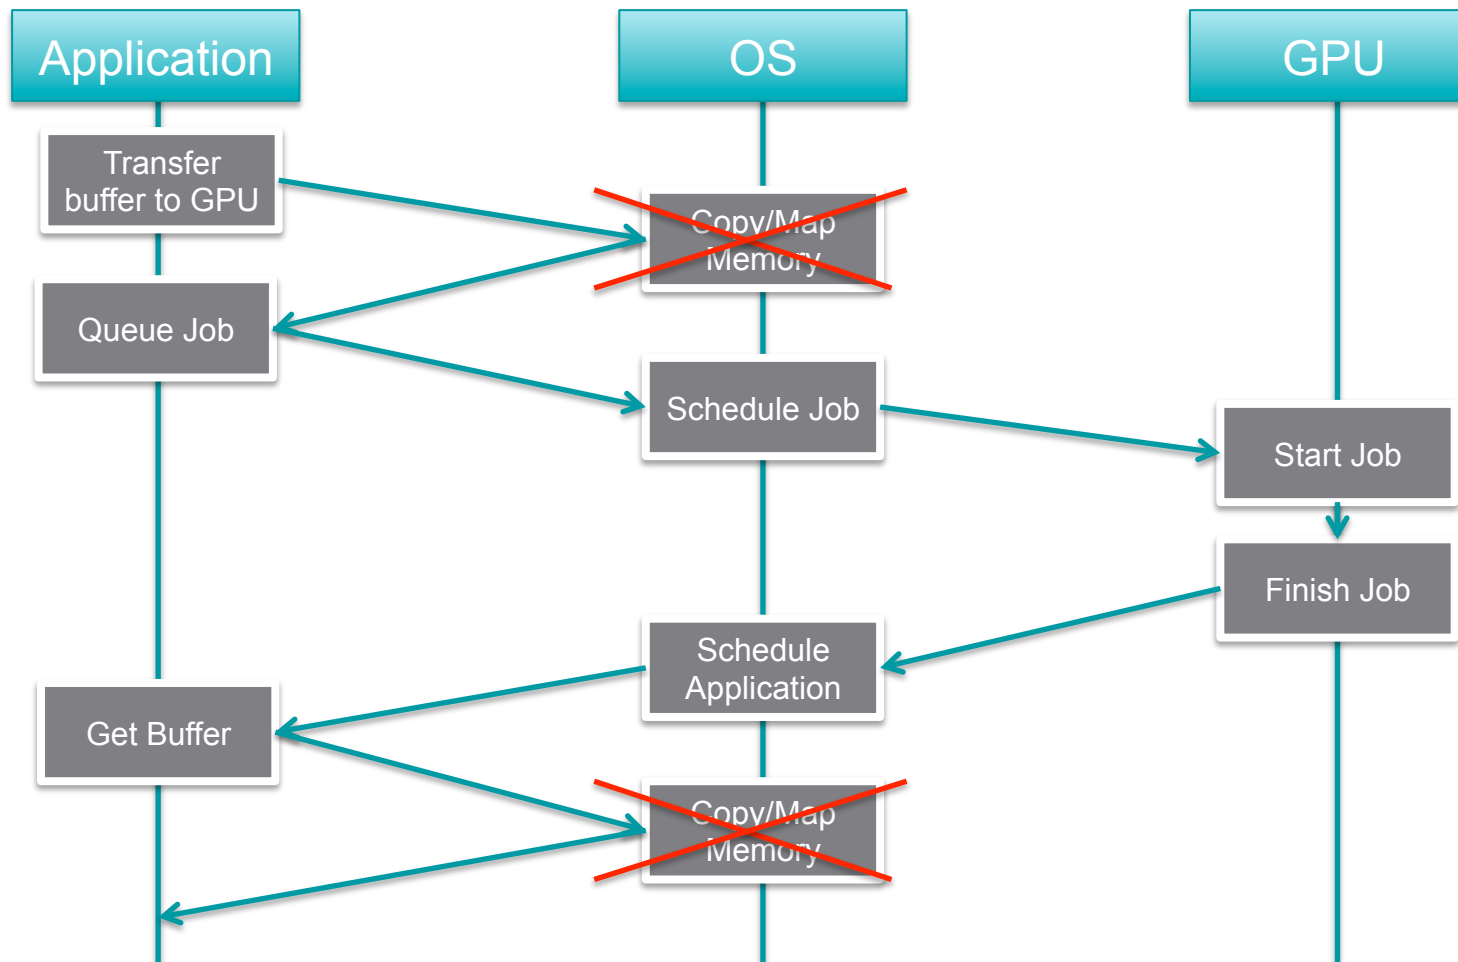 Application
OS
GPU
Transfer
buffer to GPU
Copy/Map
Memory
Queue Job
Schedule Job
Start Job
Finish Job
Schedule
Application
Get Buffer
Copy/Map
Memory